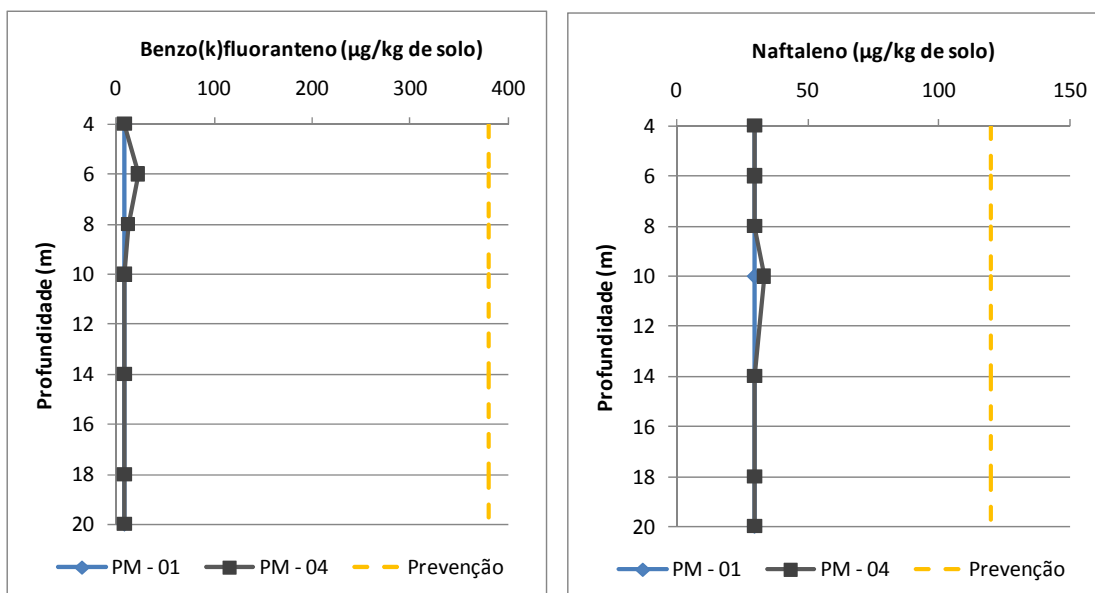 Benzo(k)fluoranteno (µg/kg de solo)
0 100 200 300 400
Profundidade (m)
4
6
8
10
12
14
16
18
20
PM - 01 PM - 04 Prevenção
Naftaleno (µg/kg de solo)
0 50 100 150
Profundidade (m)
4
6
8
10
12
14
16
18
20
PM - 01 PM - 04 Prevenção